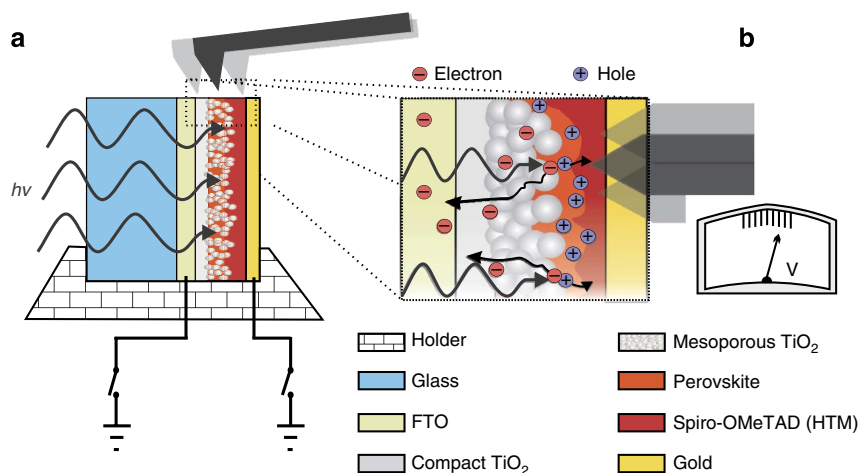 a
b
Electron
Hole
hν
V
Holder
Mesoporous TiO2
Glass
Perovskite
FTO
Spiro-OMeTAD (HTM)
Compact TiO2
Gold